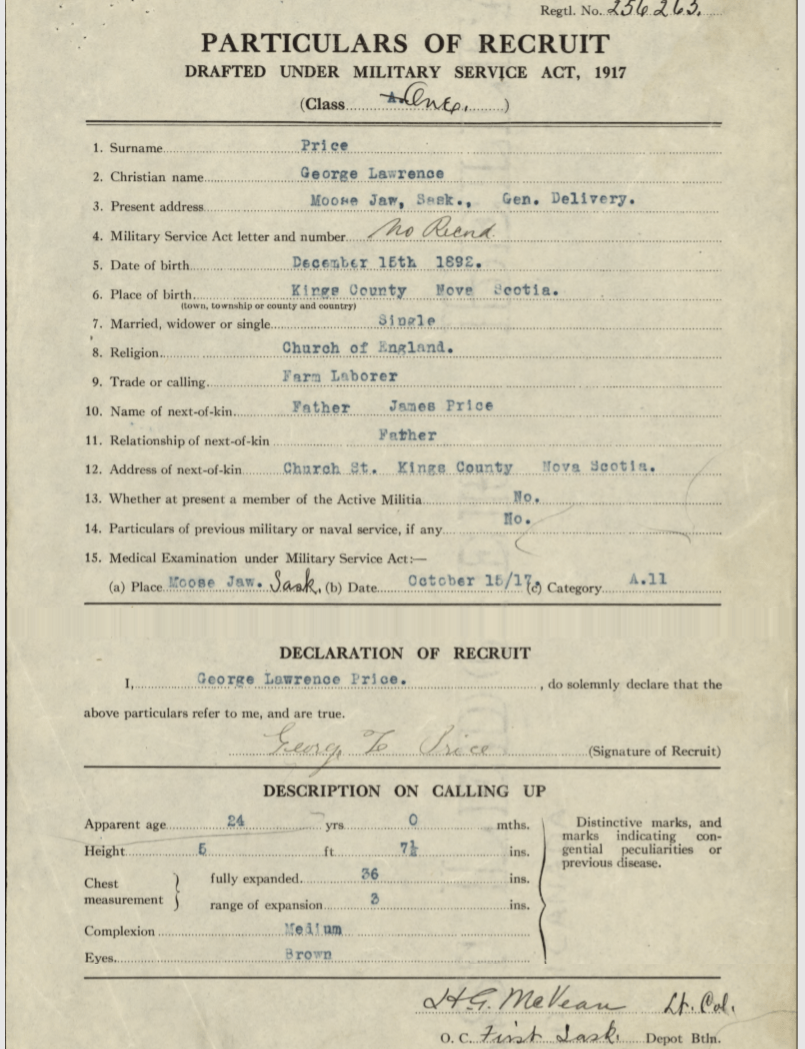 Regtl. No. 256265.
PARTICULARS OF RECRUIT
DRAFTED UNDER MILITARY SERVICE ACT, 1917
(Class One.)
1. Surname Price
2. Christian name George Lawrence
3. Present address Moose Jaw, Sask., Gen. Delivery.
4. Military Service Act letter and number No Record
5. Date of birth December 15th 1892.
6. Place of birth Kings County Nova Scotia.
(town, township or county and country)
7. Married, widower or single Single
8. Religion Church of England.
9. Trade or calling Farm Laborer
10. Name of next-of-kin Father James Price
11. Relationship of next-of-kin Father
12. Address of next-of-kin Church St. Kings County Nova Scotia.
13. Whether at present a member of the Active Militia No.
14. Particulars of previous military or naval service, if any No.
15. Medical Examination under Military Service Act:—
(a) Place Moose Jaw. Sask. (b) Date October 15/17. (c) Category A.11
DECLARATION OF RECRUIT
I, George Lawrence Price. , do solemnly declare that the
above particulars refer to me, and are true.
George L Price (Signature of Recruit)
DESCRIPTION ON CALLING UP
Apparent age 24 yrs 0 mths.
Height 5 ft 7½ ins.
Chest measurement
fully expanded 36 ins.
range of expansion 3 ins.
Complexion Medium
Eyes Brown
Distinctive marks, and
marks indicating con-
genital peculiarities or
previous disease.
H.G. McVean Lt. Col.
O. C. First Sask. Depot Btln.